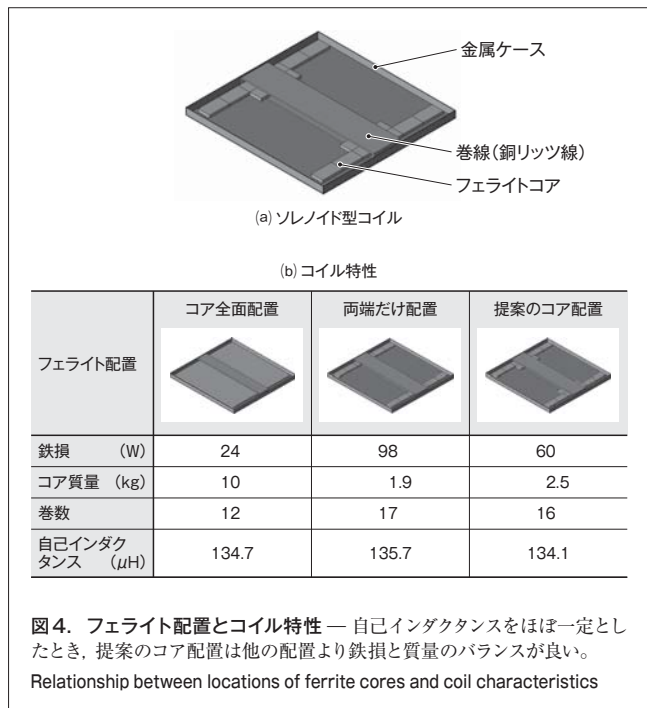 金属ケース
巻線(銅リッツ線)
フェライトコア
(a) ソレノイド型コイル
(b) コイル特性
フェライト配置 コア全面配置 両端だけ配置 提案のコア配置
鉄損 (W) 24 98 60
コア質量 (kg) 10 1.9 2.5
巻数 12 17 16
自己インダク
タンス (μH) 134.7 135.7 134.1
図4. フェライト配置とコイル特性 — 自己インダクタンスをほぼ一定とし
たとき, 提案のコア配置は他の配置より鉄損と質量のバランスが良い。
Relationship between locations of ferrite cores and coil characteristics